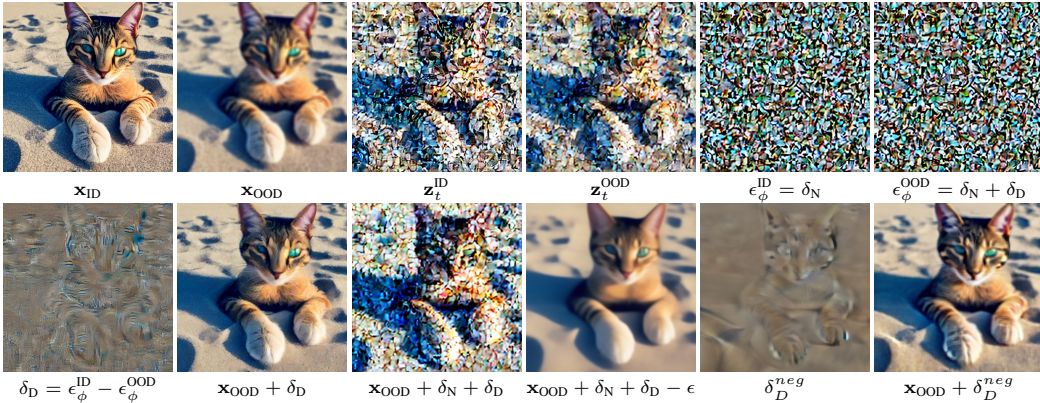 x_ID x_OOD z_t^ID z_t^OOD ϵ_ϕ^ID = δ_N ϵ_ϕ^OOD = δ_N + δ_D
δ_D = ϵ_ϕ^ID − ϵ_ϕ^OOD x_OOD + δ_D x_OOD + δ_N + δ_D x_OOD + δ_N + δ_D − ϵ δ_D^neg x_OOD + δ_D^neg